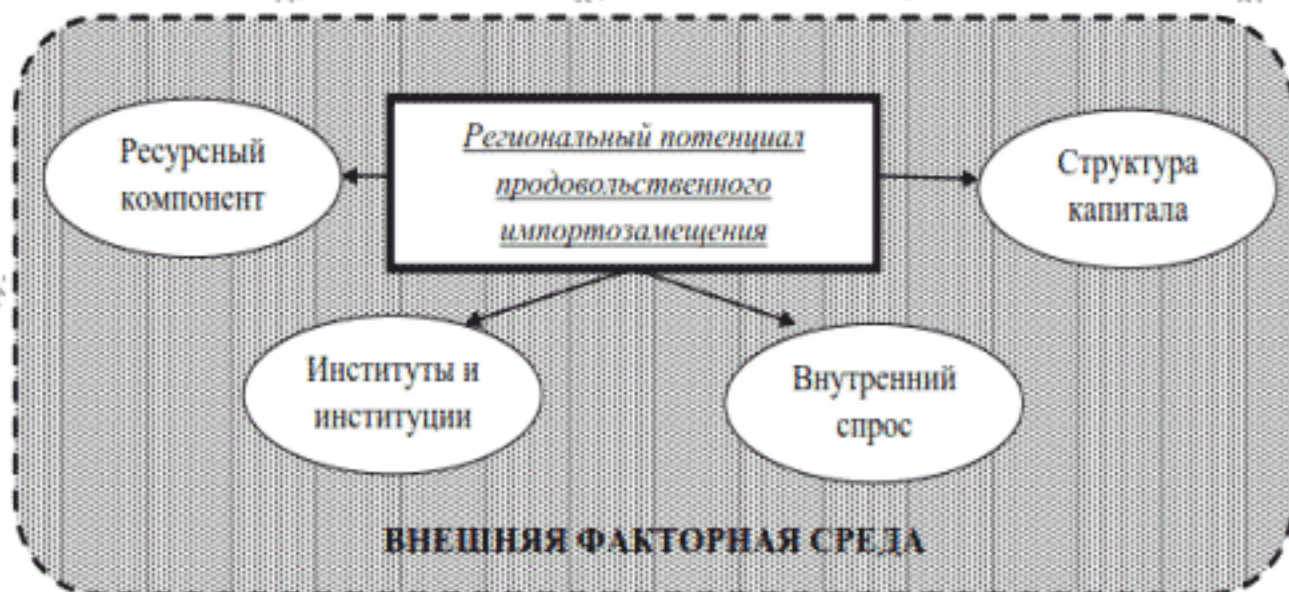 Региональный потенциал
продовольственного
импортозамещения
Ресурсный
компонент
Структура
капитала
Институты и
институции
Внутренний
спрос
ВНЕШНЯЯ ФАКТОРНАЯ СРЕДА